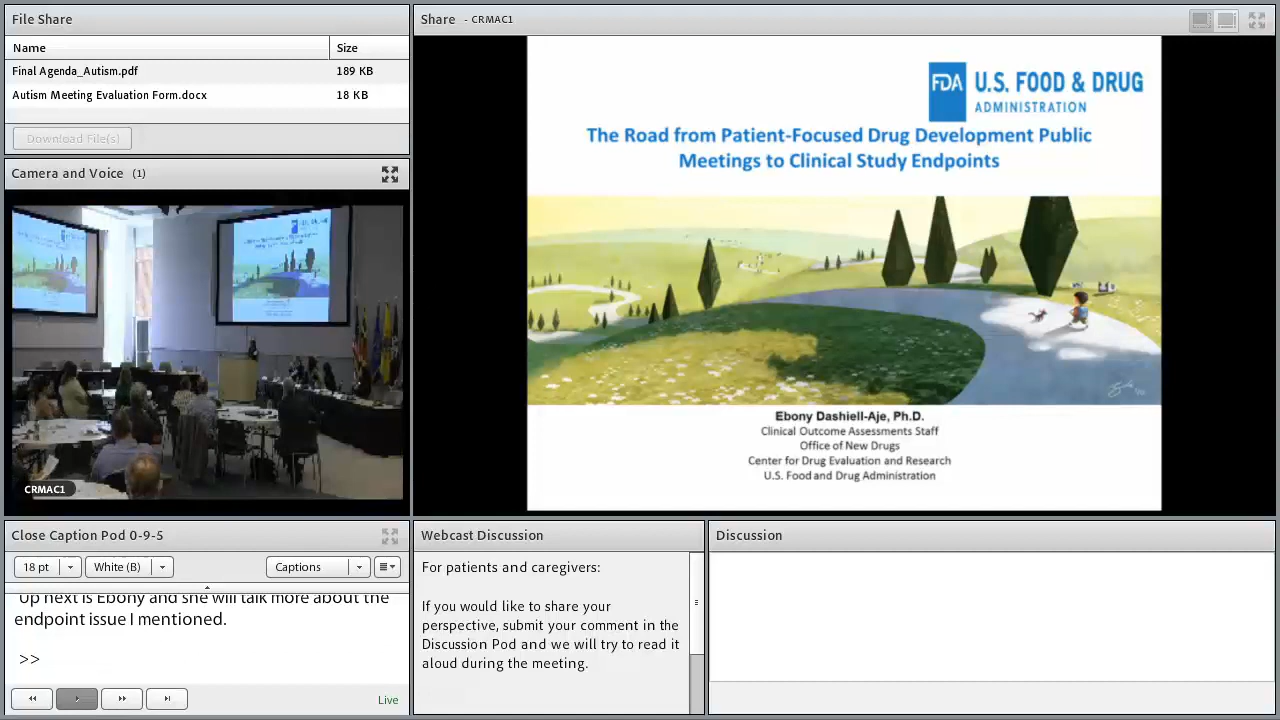 File Share
Name
Size
Final Agenda_Autism.pdf
189 KB
Autism Meeting Evaluation Form.docx
18 KB
Download File(s)
Camera and Voice (1)
CRMAC1
Close Caption Pod 0-9-5
18 pt
White (B)
Captions
Up next is Ebony and she will talk more about the
endpoint issue I mentioned.
>>
Live
Share - CRMAC1
FDA
U.S. FOOD & DRUG
ADMINISTRATION
The Road from Patient-Focused Drug Development Public
Meetings to Clinical Study Endpoints
Ebony Dashiell-Aje, Ph.D.
Clinical Outcome Assessments Staff
Office of New Drugs
Center for Drug Evaluation and Research
U.S. Food and Drug Administration
Webcast Discussion
For patients and caregivers:
If you would like to share your
perspective, submit your comment in the
Discussion Pod and we will try to read it
aloud during the meeting.
Discussion